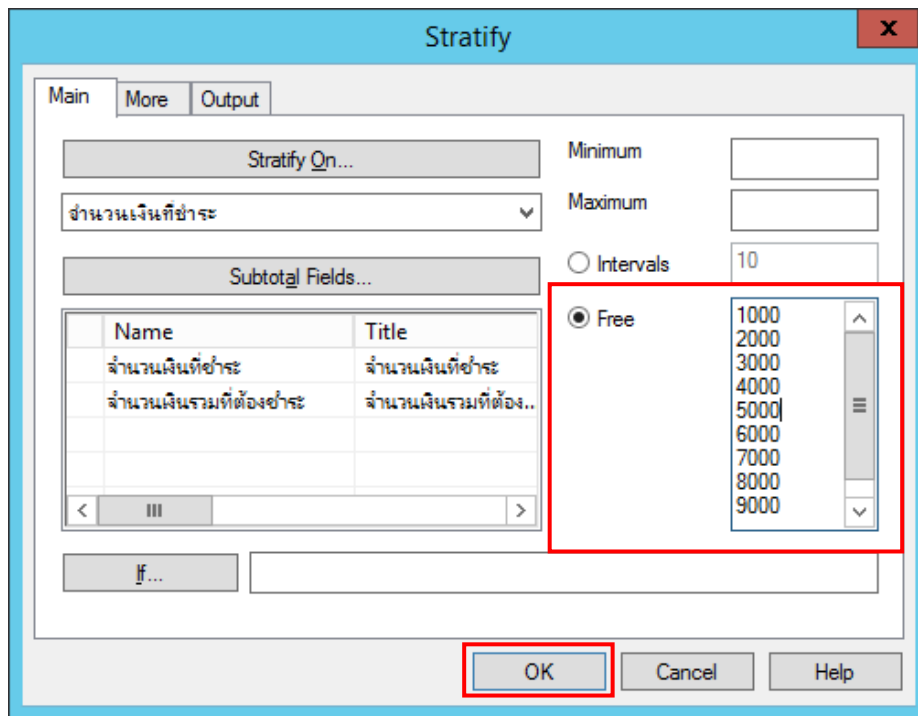 Stratify
x
Main More Output
Stratify On...
จำนวนเงินที่ชำระ
Subtotal Fields...
Name Title
จำนวนเงินที่ชำระ จำนวนเงินที่ชำระ
จำนวนเงินรวมที่ต้องชำระ จำนวนเงินรวมที่ต้อง..
If...
Minimum
Maximum
Intervals 10
Free
1000
2000
3000
4000
5000
6000
7000
8000
9000
OK Cancel Help